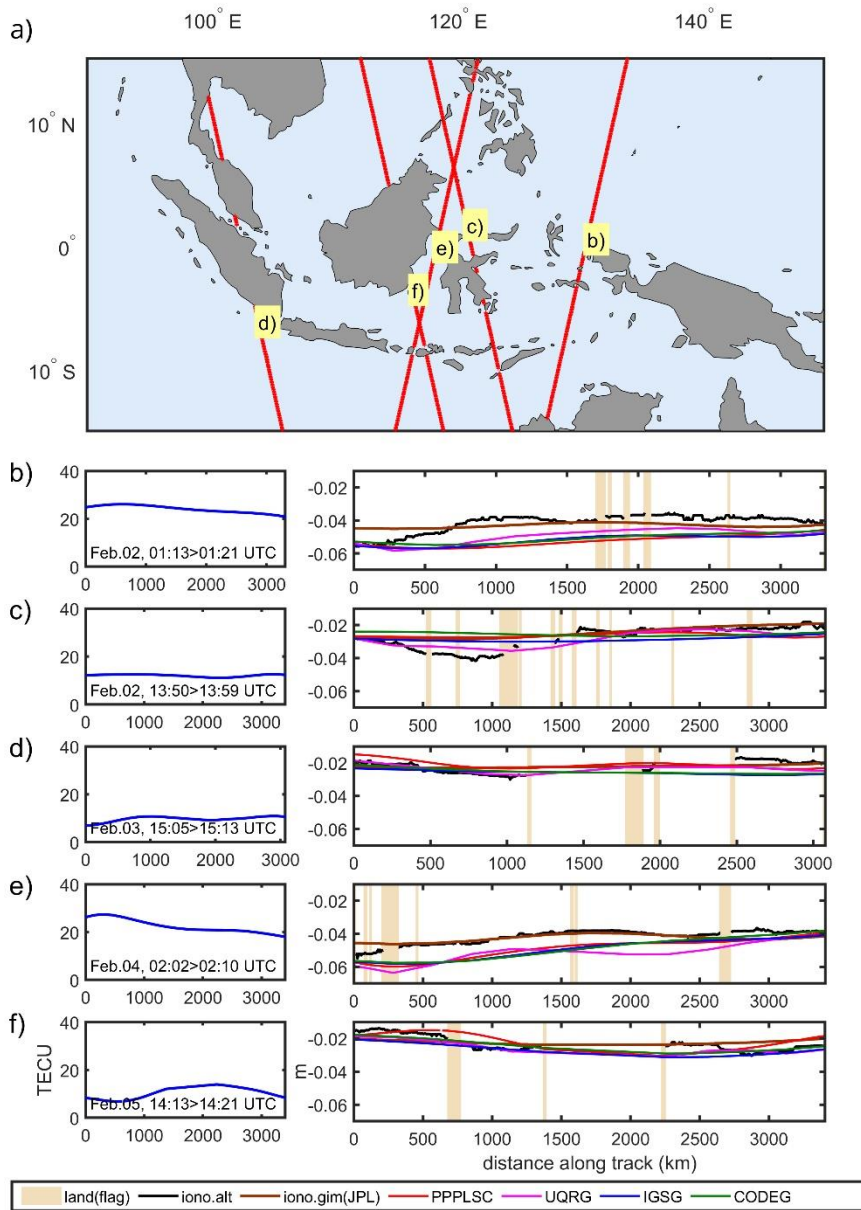 a)
100° E 120° E 140° E
10° N
0°
10° S
b)
c)
e)
f)
d)
b)
40
20
0
Feb.02, 01:13>01:21 UTC
0 1000 2000 3000
-0.02
-0.04
-0.06
0 500 1000 1500 2000 2500 3000
c)
40
20
0
Feb.02, 13:50>13:59 UTC
0 1000 2000 3000
-0.02
-0.04
-0.06
0 500 1000 1500 2000 2500 3000
d)
40
20
0
Feb.03, 15:05>15:13 UTC
0 1000 2000 3000
-0.02
-0.04
-0.06
0 500 1000 1500 2000 2500 3000
e)
40
20
0
Feb.04, 02:02>02:10 UTC
0 1000 2000 3000
-0.02
-0.04
-0.06
0 500 1000 1500 2000 2500 3000
f)
TECU
40
20
0
Feb.05, 14:13>14:21 UTC
0 1000 2000 3000
m
-0.02
-0.04
-0.06
0 500 1000 1500 2000 2500 3000
distance along track (km)
land(flag) iono.alt iono.gim(JPL) PPPLSC UQRG IGSG CODEG